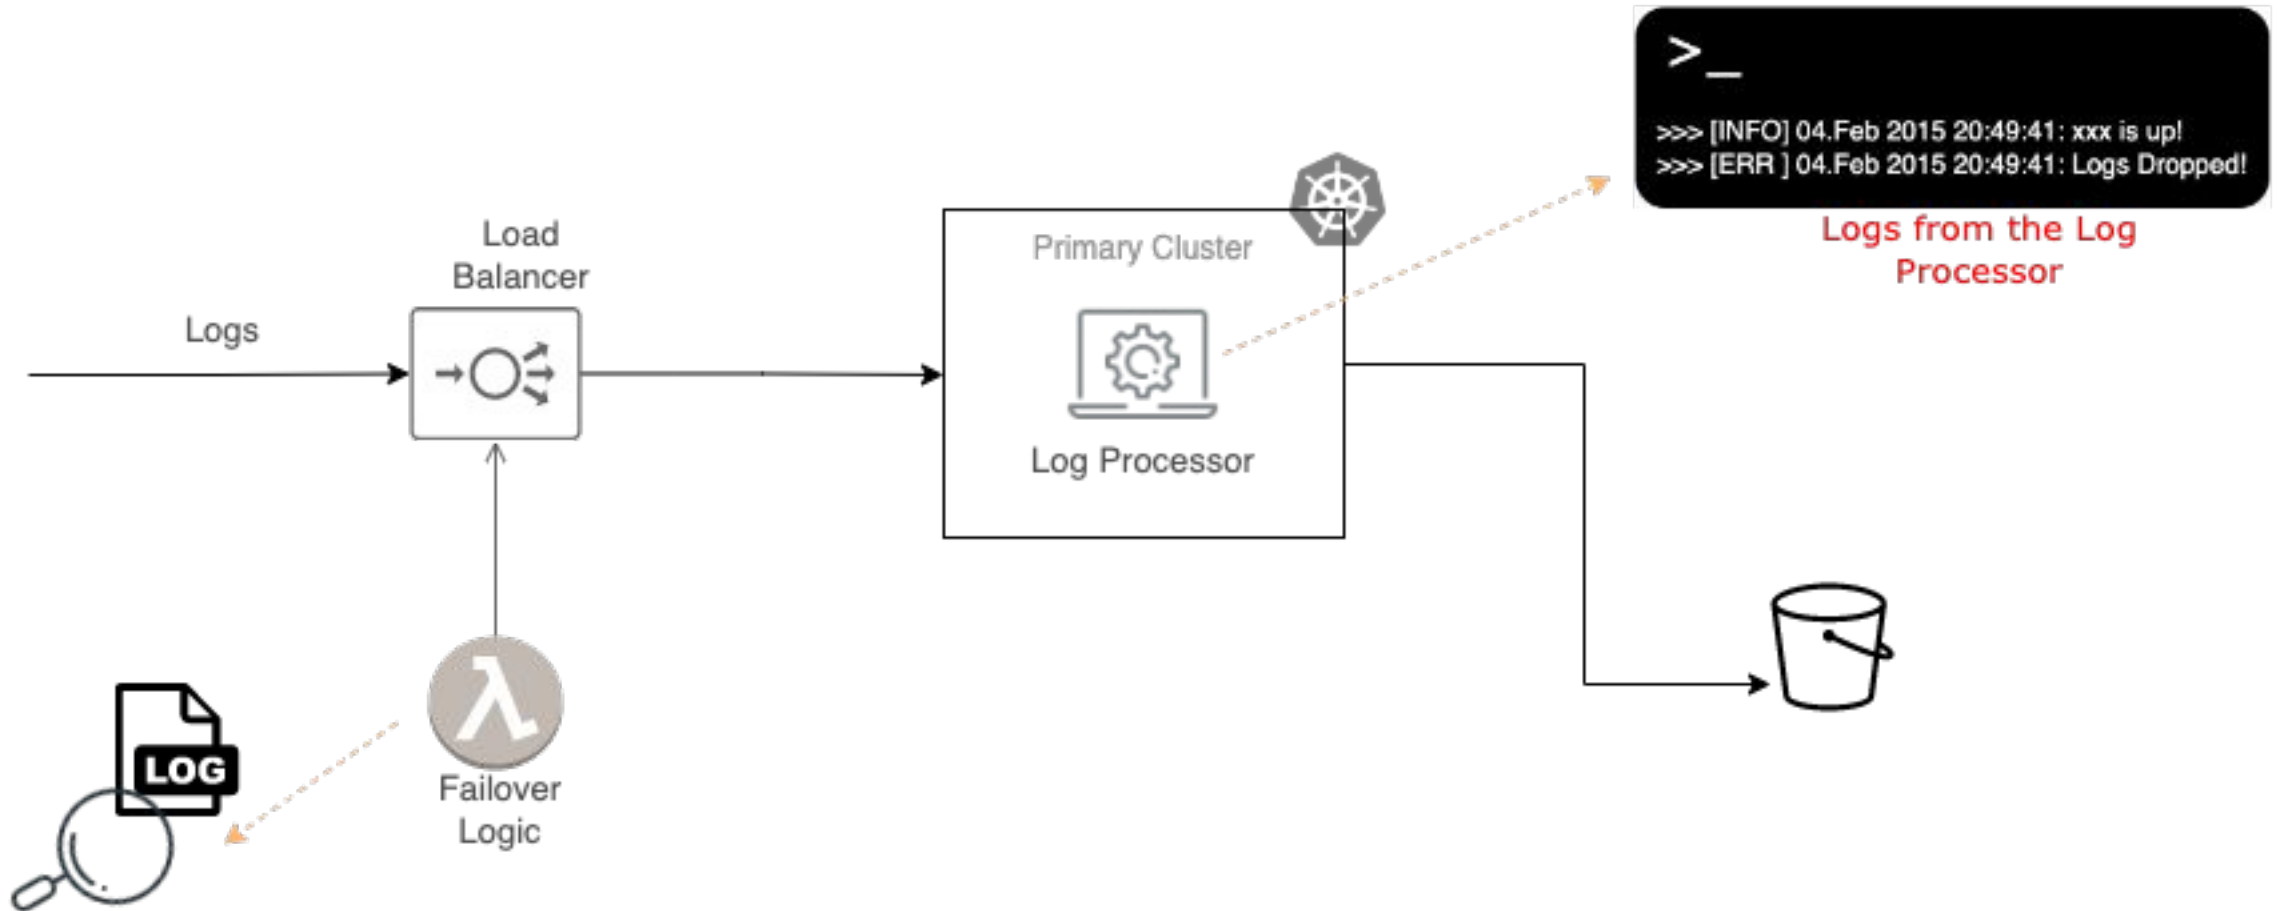 >_
>>> [INFO] 04.Feb 2015 20:49:41: xxx is up!
>>> [ERR ] 04.Feb 2015 20:49:41: Logs Dropped!
Logs from the Log
Processor
Load
Balancer
Logs
Primary Cluster
Log Processor
λ
Failover
Logic
LOG